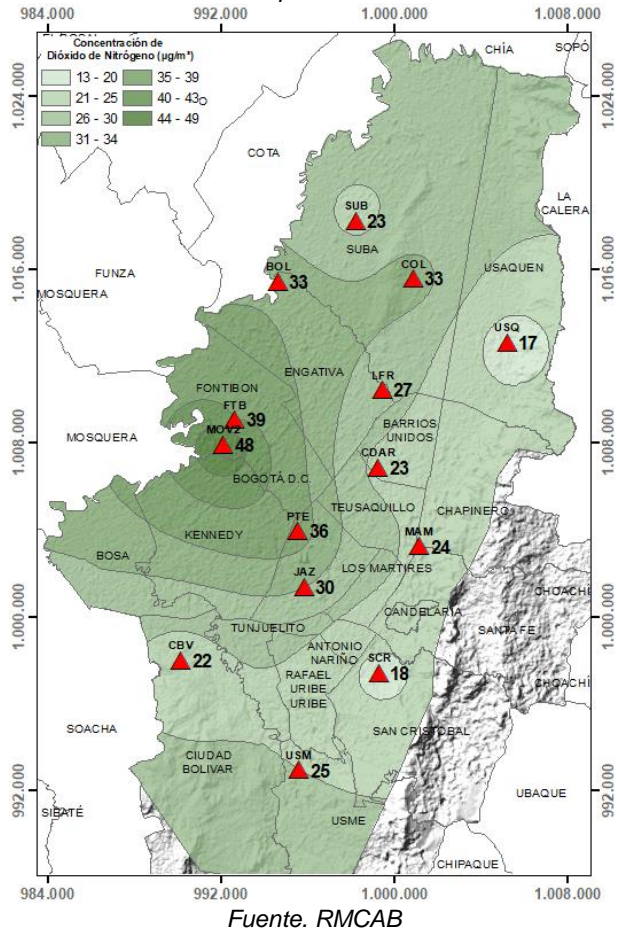 984.000 992.000 1.000.000 1.008.000
Concentración de
Dióxido de Nitrógeno (µg/m³)
13 - 20
35 - 39
21 - 25
40 - 43
26 - 30
44 - 49
31 - 34
CHÍA
SOPÓ
1.024.000
1.024.000
COTA
LA
CALERA
SUB
23
SUBA
1.016.000
1.016.000
FUNZA
MOSQUERA
BOL
33
COL
33
USAQUEN
USQ
17
ENGATIVA
FONTIBON
LFR
27
FTB
39
BARRIOS
UNIDOS
MOSQUERA
MOV2
48
1.008.000
1.008.000
CDAR
23
BOGOTÁ D.C.
TEUSAQUILLO
CHAPINERO
PTE
36
KENNEDY
MAM
24
BOSA
LOS MARTIRES
JAZ
30
CHOACHÍ
CANDELARIA
1.000.000
1.000.000
TUNJUELITO
SANTA FE
ANTONIO
NARIÑO
CBV
22
SCR
18
RAFAEL
URIBE
URIBE
CHOACHÍ
SOACHA
SAN CRISTOBAL
CIUDAD
BOLIVAR
USM
25
992.000
992.000
UBAQUE
SIBATÉ
USME
CHIPAQUE
984.000 992.000 1.000.000 1.008.000
Fuente. RMCAB